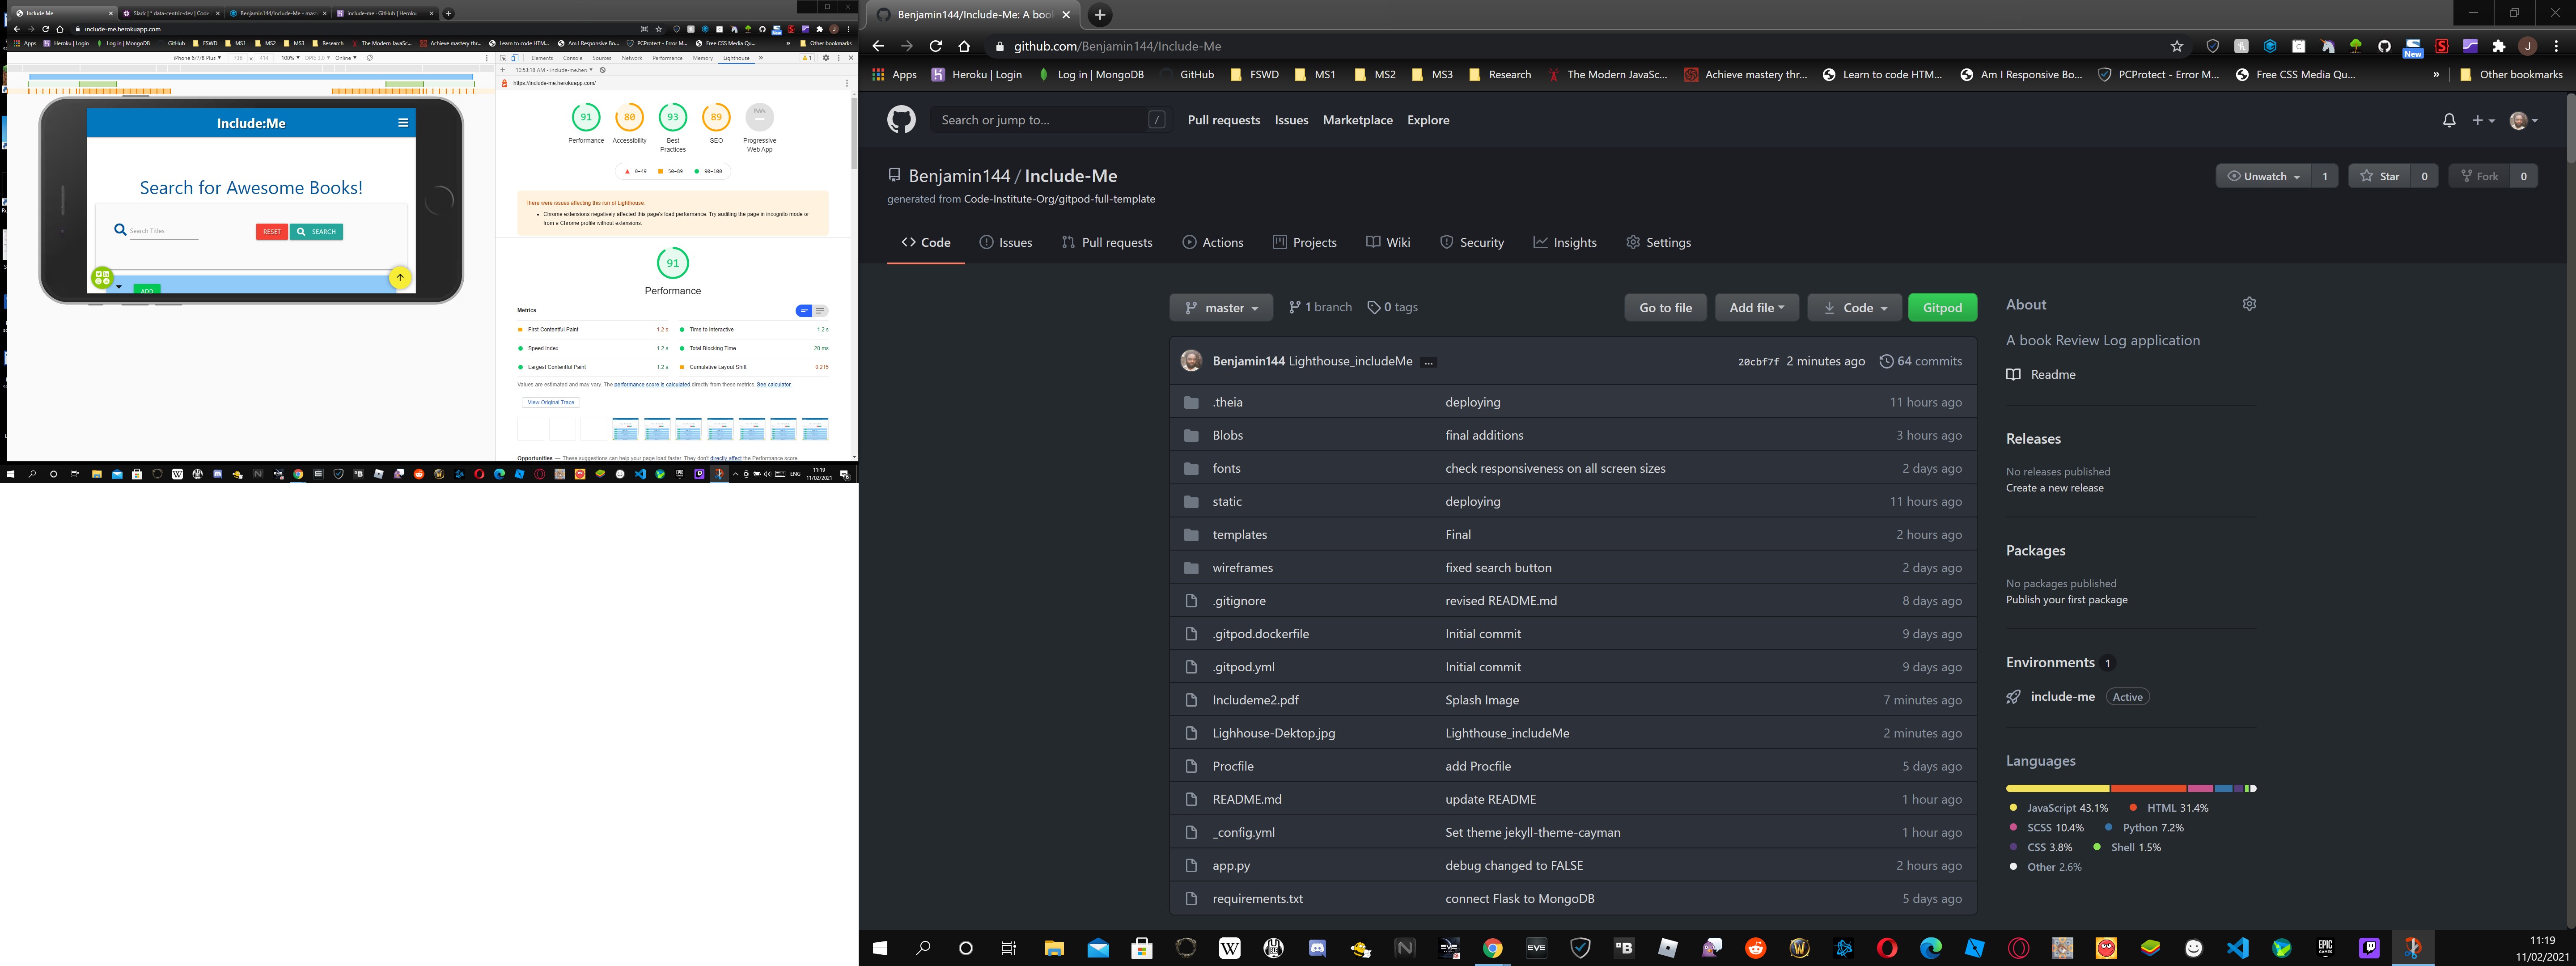 Include Me
Slack | * data-centric-dev | Code
Benjamin144/Include-Me - mas
include-me · GitHub | Heroku
include-me.herokuapp.com
Apps
Heroku | Login
Log in | MongoDB
GitHub
FSWD
MS1
MS2
MS3
Research
The Modern JavaSc...
Achieve mastery thr...
Learn to code HTM...
Am I Responsive Bo...
PCProtect - Error M...
Free CSS Media Qu...
»
Other bookmarks
iPhone 6/7/8 Plus
736 x 414
100%
DPR: 3.0
Online
Elements
Console
Sources
Network
Performance
Memory
Lighthouse
»
1
10:53:18 AM - include-me.her
https://include-me.herokuapp.com/
Include:Me
Search for Awesome Books!
Search Titles
RESET
SEARCH
ADD
91
80
93
89
Performance
Accessibility
Best Practices
SEO
Progressive Web App
0–49
50–89
90–100
There were issues affecting this run of Lighthouse:
Chrome extensions negatively affected this page's load performance. Try auditing the page in incognito mode or
from a Chrome profile without extensions.
91
Performance
Metrics
First Contentful Paint 1.2 s
Time to Interactive 1.2 s
Speed Index 1.2 s
Total Blocking Time 20 ms
Largest Contentful Paint 1.2 s
Cumulative Layout Shift 0.215
Values are estimated and may vary. The performance score is calculated directly from these metrics. See calculator.
View Original Trace
Opportunities — These suggestions can help your page load faster. They don't directly affect the Performance score.
ENG
11:19
11/02/2021
Benjamin144/Include-Me: A boo
github.com/Benjamin144/Include-Me
New
J
Apps
Heroku | Login
Log in | MongoDB
GitHub
FSWD
MS1
MS2
MS3
Research
The Modern JavaSc...
Achieve mastery thr...
Learn to code HTM...
Am I Responsive Bo...
PCProtect - Error M...
Free CSS Media Qu...
»
Other bookmarks
Search or jump to...
/
Pull requests
Issues
Marketplace
Explore
Benjamin144 / Include-Me
generated from Code-Institute-Org/gitpod-full-template
Unwatch 1
Star 0
Fork 0
Code
Issues
Pull requests
Actions
Projects
Wiki
Security
Insights
Settings
master
1 branch
0 tags
Go to file
Add file
Code
Gitpod
Benjamin144 Lighthouse_includeMe ...
20cbf7f 2 minutes ago
64 commits
.theia deploying 11 hours ago
Blobs final additions 3 hours ago
fonts check responsiveness on all screen sizes 2 days ago
static deploying 11 hours ago
templates Final 2 hours ago
wireframes fixed search button 2 days ago
.gitignore revised README.md 8 days ago
.gitpod.dockerfile Initial commit 9 days ago
.gitpod.yml Initial commit 9 days ago
Includeme2.pdf Splash Image 7 minutes ago
Lighhouse-Dektop.jpg Lighthouse_includeMe 2 minutes ago
Procfile add Procfile 5 days ago
README.md update README 1 hour ago
_config.yml Set theme jekyll-theme-cayman 1 hour ago
app.py debug changed to FALSE 2 hours ago
requirements.txt connect Flask to MongoDB 5 days ago
About
A book Review Log application
Readme
Releases
No releases published
Create a new release
Packages
No packages published
Publish your first package
Environments 1
include-me Active
Languages
JavaScript 43.1%
HTML 31.4%
SCSS 10.4%
Python 7.2%
CSS 3.8%
Shell 1.5%
Other 2.6%
EVE
EPIC GAMES
11:19
11/02/2021